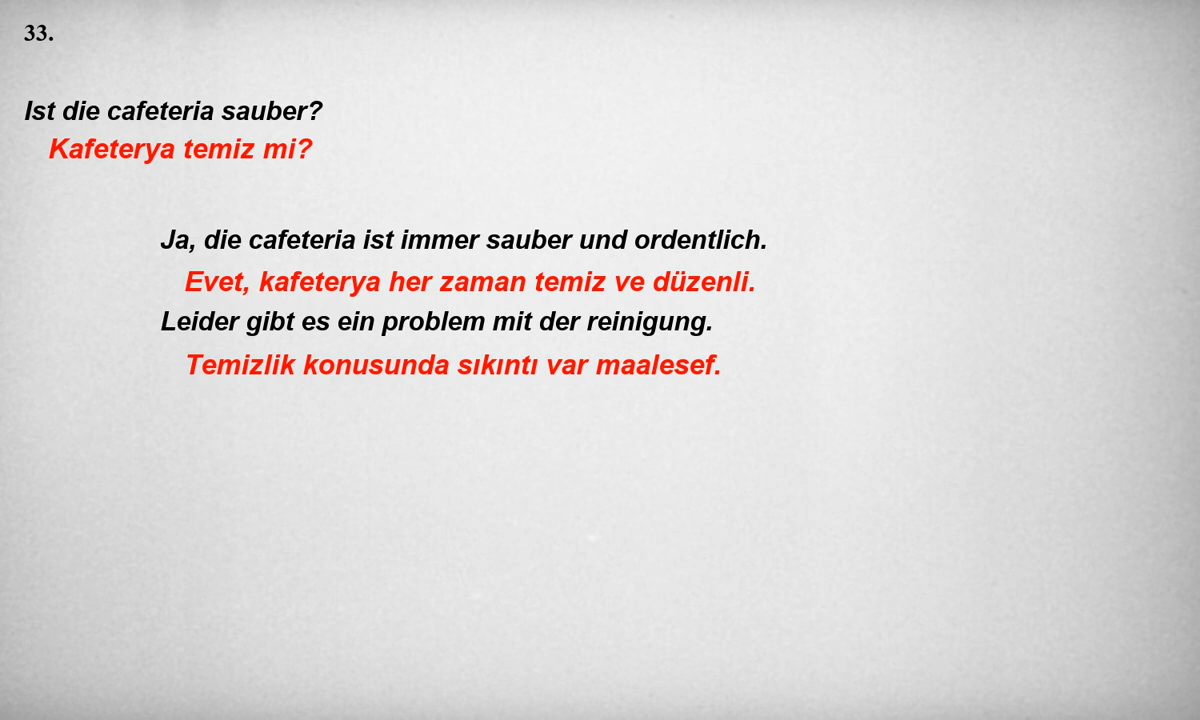 33.
Ist die cafeteria sauber?
Kafeterya temiz mi?
Ja, die cafeteria ist immer sauber und ordentlich.
Evet, kafeterya her zaman temiz ve düzenli.
Leider gibt es ein problem mit der reinigung.
Temizlik konusunda sıkıntı var maalesef.